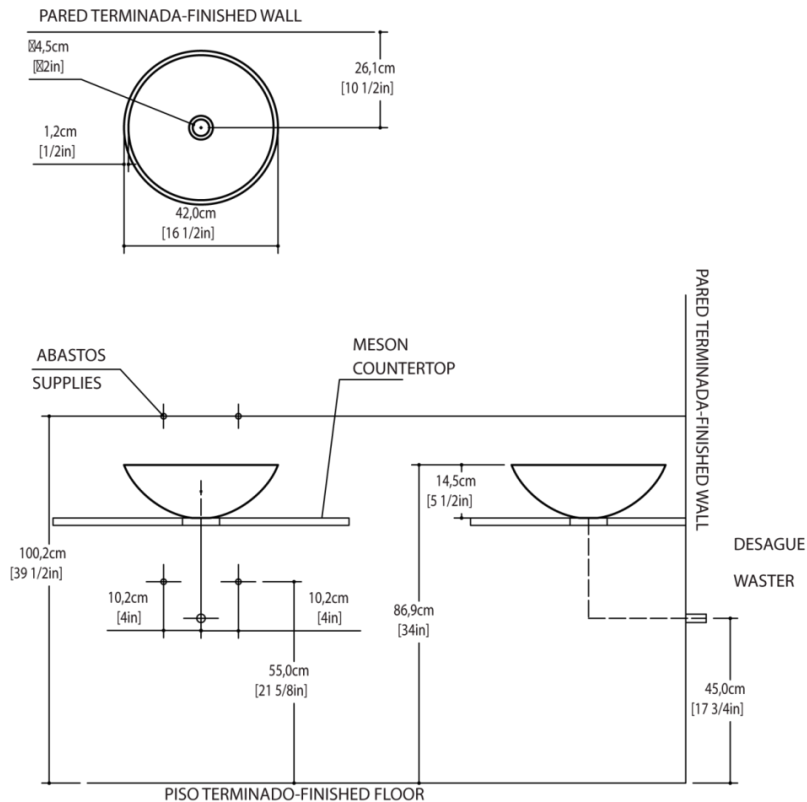 PARED TERMINADA-FINISHED WALL
4,5cm
[2in]
26,1cm
[10 1/2in]
1,2cm
[1/2in]
42,0cm
[16 1/2in]
PARED TERMINADA-FINISHED WALL
ABASTOS
SUPPLIES
MESON
COUNTERTOP
14,5cm
[5 1/2in]
DESAGUE
WASTER
100,2cm
[39 1/2in]
10,2cm
[4in]
10,2cm
[4in]
86,9cm
[34in]
55,0cm
[21 5/8in]
45,0cm
[17 3/4in]
PISO TERMINADO-FINISHED FLOOR